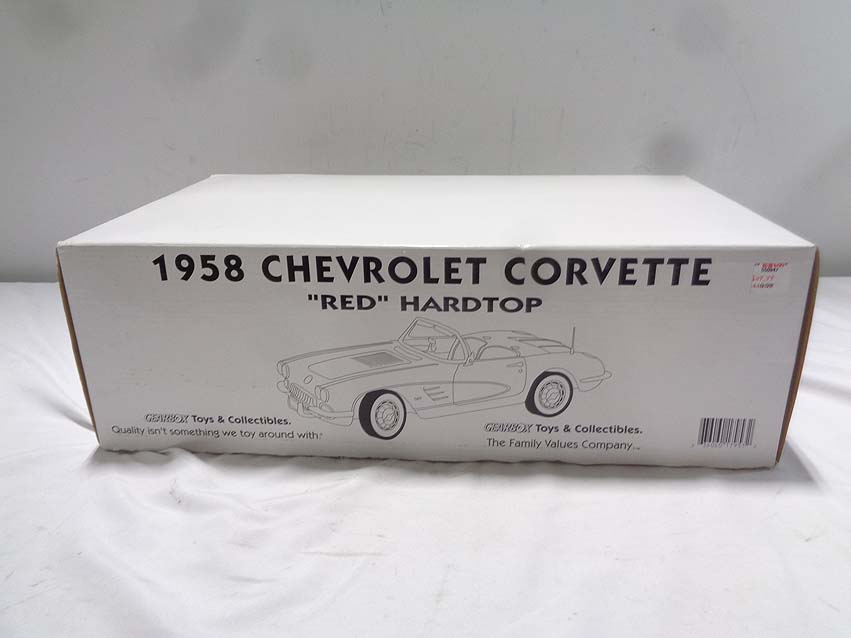 1958 CHEVROLET CORVETTE
"RED" HARDTOP
GEARBOX Toys & Collectibles.
Quality isn't something we toy around with.
GEARBOX Toys & Collectibles.
The Family Values Company